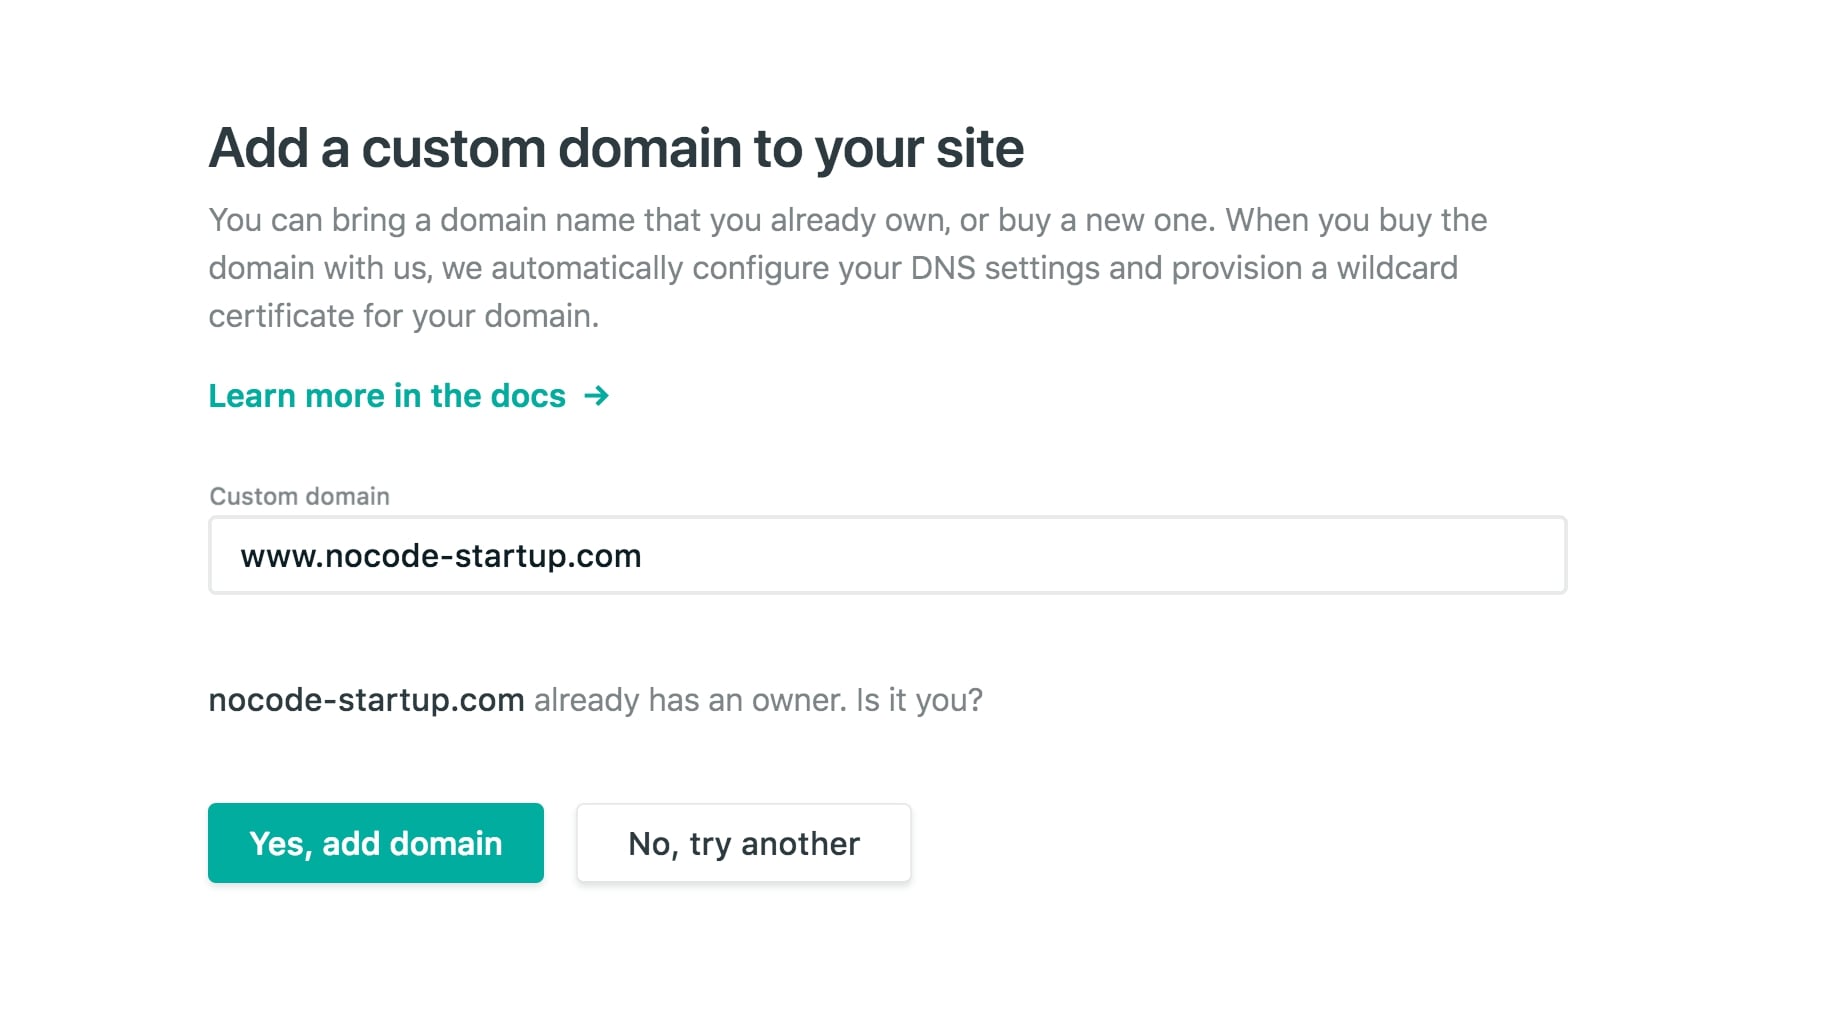 Add a custom domain to your site
You can bring a domain name that you already own, or buy a new one. When you buy the
domain with us, we automatically configure your DNS settings and provision a wildcard
certificate for your domain.
Learn more in the docs →
Custom domain
www.nocode-startup.com
nocode-startup.com already has an owner. Is it you?
Yes, add domain
No, try another